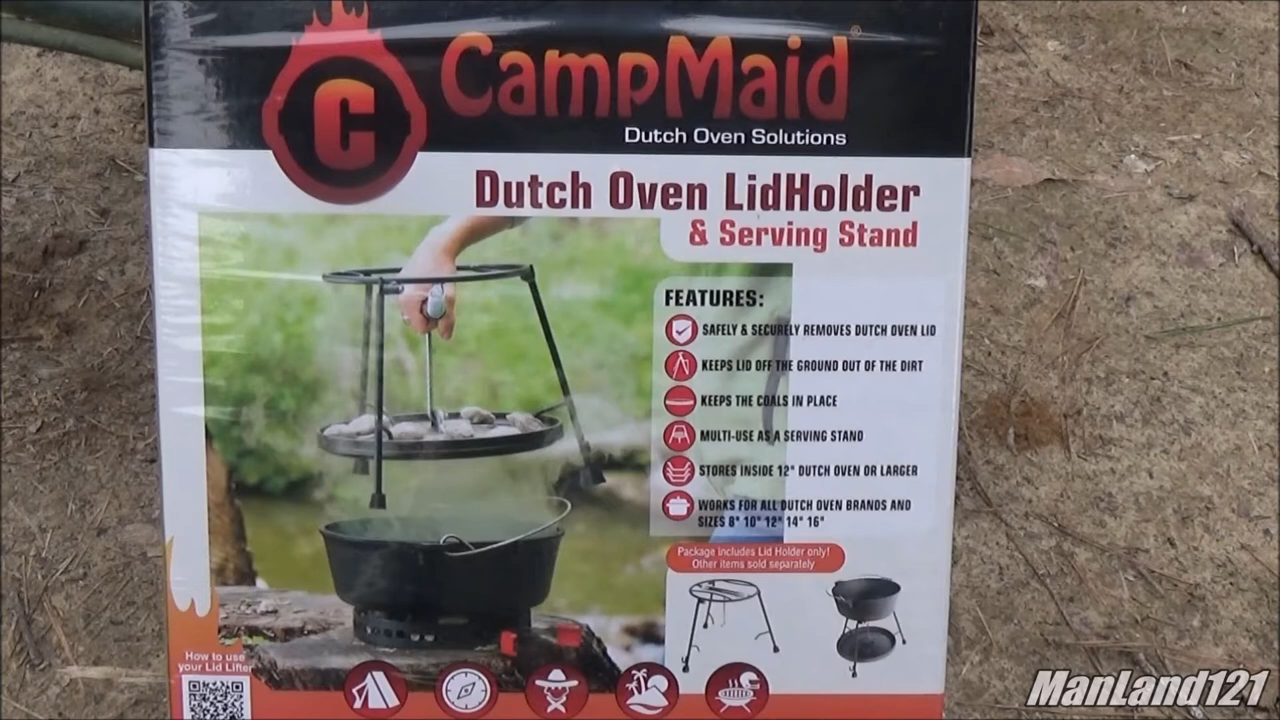 C
CampMaid®
Dutch Oven Solutions
Dutch Oven LidHolder
& Serving Stand
FEATURES:
SAFELY & SECURELY REMOVES DUTCH OVEN LID
KEEPS LID OFF THE GROUND OUT OF THE DIRT
KEEPS THE COALS IN PLACE
MULTI-USE AS A SERVING STAND
STORES INSIDE 12" DUTCH OVEN OR LARGER
WORKS FOR ALL DUTCH OVEN BRANDS AND
SIZES 8" 10" 12" 14" 16"
Package includes Lid Holder only!
Other items sold separately
How to use
your Lid Lifter
ManLand121